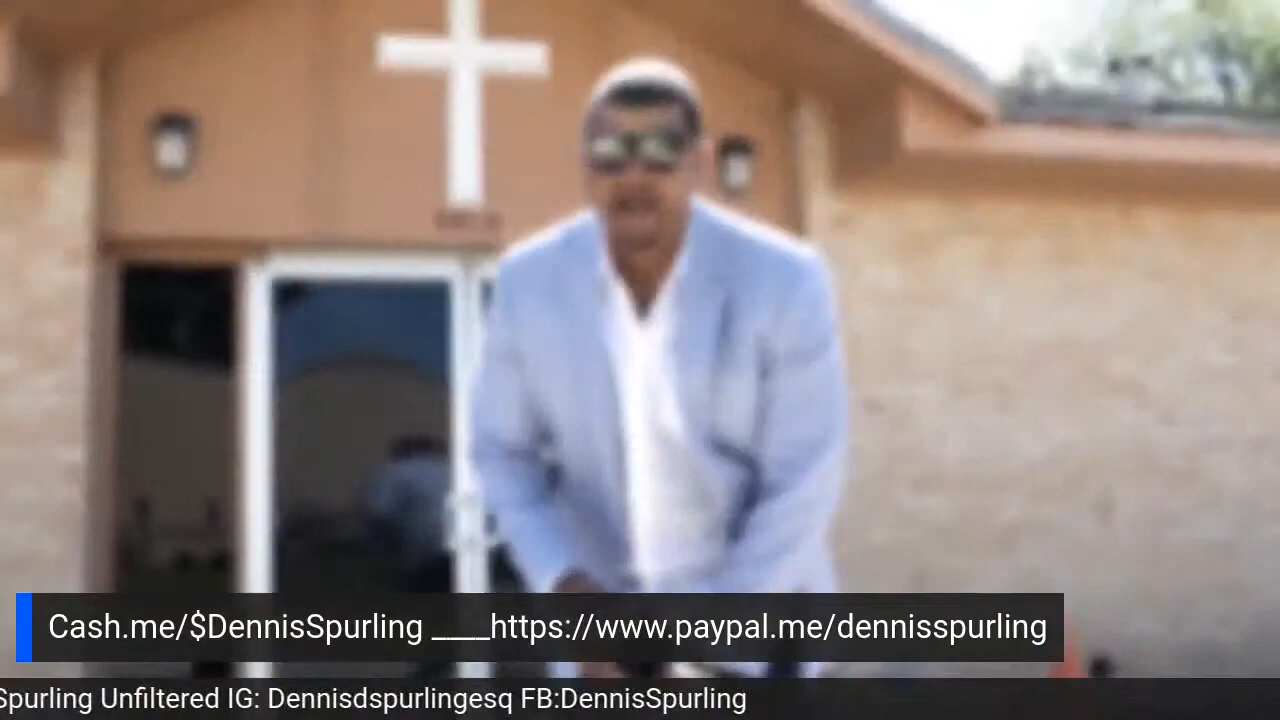 Cash.me/$DennisSpurling ____https://www.paypal.me/dennisspurling
Spurling Unfiltered IG: Dennisdspurlingesq FB:DennisSpurling